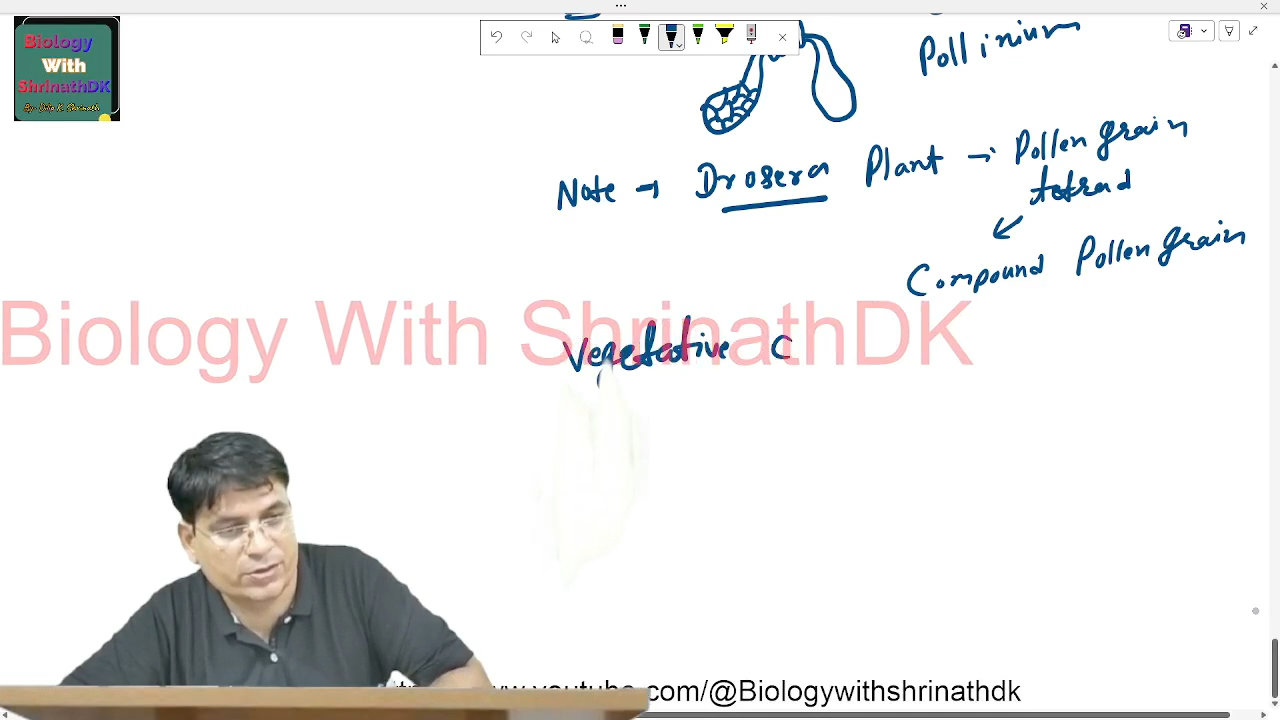 Biology
With
ShrinathDK
Pollinium
Note → Drosera Plant → Pollen grain
tetrad
Compound Pollen grain
Biology With ShrinathDK
Vegetative C
youtube.com/@Biologywithshrinathdk